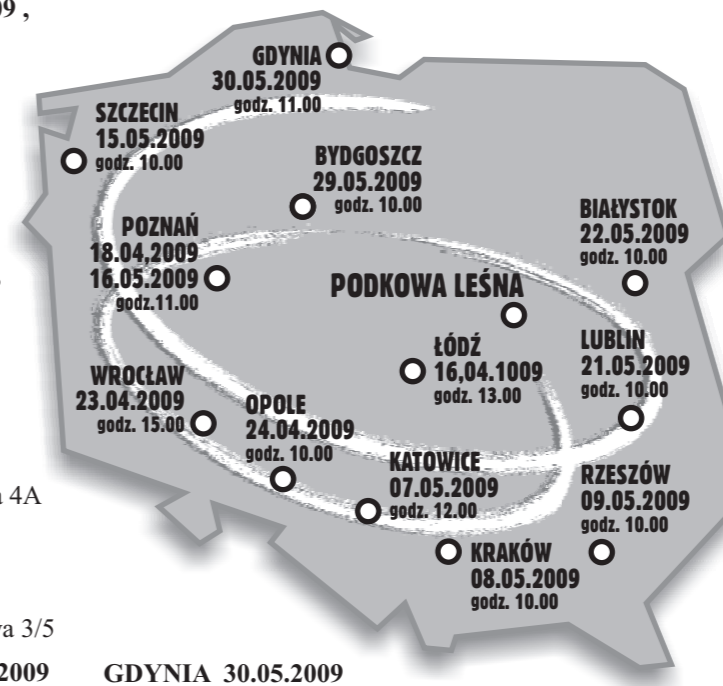 09 ,
GDYNIA
30.05.2009
godz. 11.00
SZCZECIN
15.05.2009
godz. 10.00
BYDGOSZCZ
29.05.2009
godz. 10.00
BIAŁYSTOK
22.05.2009
godz. 10.00
POZNAŃ
18.04,2009
16.05.2009
godz.11.00
PODKOWA LEŚNA
ŁÓDŹ
16,04.1009
godz. 13.00
LUBLIN
21.05.2009
godz. 10.00
WROCŁAW
23.04.2009
godz. 15.00
OPOLE
24.04.2009
godz. 10.00
KATOWICE
07.05.2009
godz. 12.00
RZESZÓW
09.05.2009
godz. 10.00
4A
KRAKÓW
08.05.2009
godz. 10.00
a 3/5
2009 GDYNIA 30.05.2009